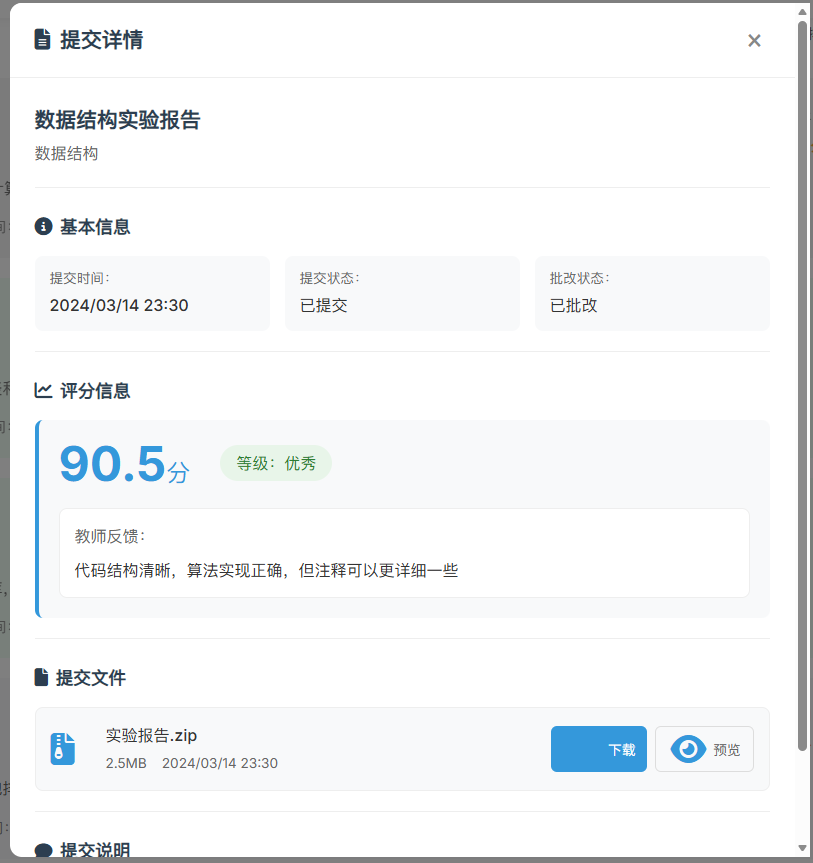 提交详情
×
数据结构实验报告
数据结构
基本信息
提交时间：
2024/03/14 23:30
提交状态：
已提交
批改状态：
已批改
评分信息
90.5分
等级：优秀
教师反馈：
代码结构清晰，算法实现正确，但注释可以更详细一些
提交文件
实验报告.zip
2.5MB 2024/03/14 23:30
下载
预览
提交说明